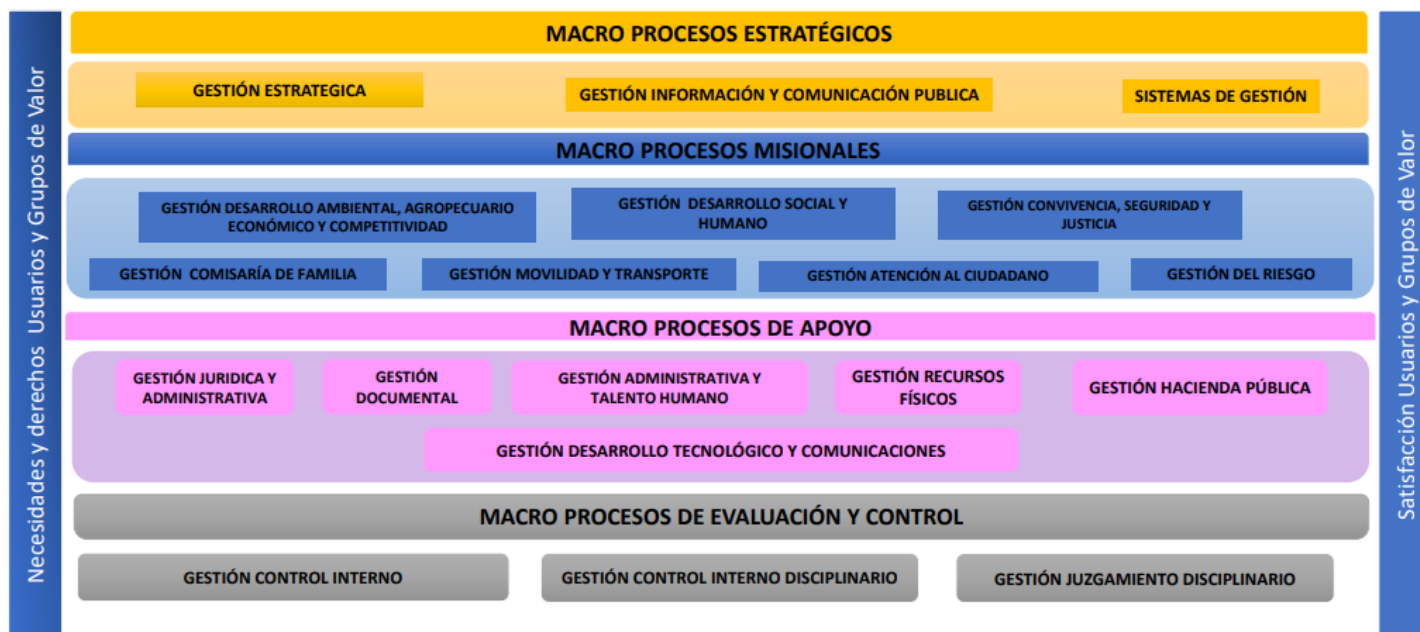 Necesidades y derechos Usuarios y Grupos de Valor
MACRO PROCESOS ESTRATÉGICOS
GESTIÓN ESTRATEGICA
GESTIÓN INFORMACIÓN Y COMUNICACIÓN PUBLICA
SISTEMAS DE GESTIÓN
MACRO PROCESOS MISIONALES
GESTIÓN DESARROLLO AMBIENTAL, AGROPECUARIO
ECONÓMICO Y COMPETITIVIDAD
GESTIÓN DESARROLLO SOCIAL Y
HUMANO
GESTIÓN CONVIVENCIA, SEGURIDAD Y
JUSTICIA
GESTIÓN COMISARÍA DE FAMILIA
GESTIÓN MOVILIDAD Y TRANSPORTE
GESTIÓN ATENCIÓN AL CIUDADANO
GESTIÓN DEL RIESGO
MACRO PROCESOS DE APOYO
GESTIÓN JURIDICA Y
ADMINISTRATIVA
GESTIÓN
DOCUMENTAL
GESTIÓN ADMINISTRATIVA Y
TALENTO HUMANO
GESTIÓN RECURSOS
FÍSICOS
GESTIÓN HACIENDA PÚBLICA
GESTIÓN DESARROLLO TECNOLÓGICO Y COMUNICACIONES
MACRO PROCESOS DE EVALUACIÓN Y CONTROL
GESTIÓN CONTROL INTERNO
GESTIÓN CONTROL INTERNO DISCIPLINARIO
GESTIÓN JUZGAMIENTO DISCIPLINARIO
Satisfacción Usuarios y Grupos de Valor